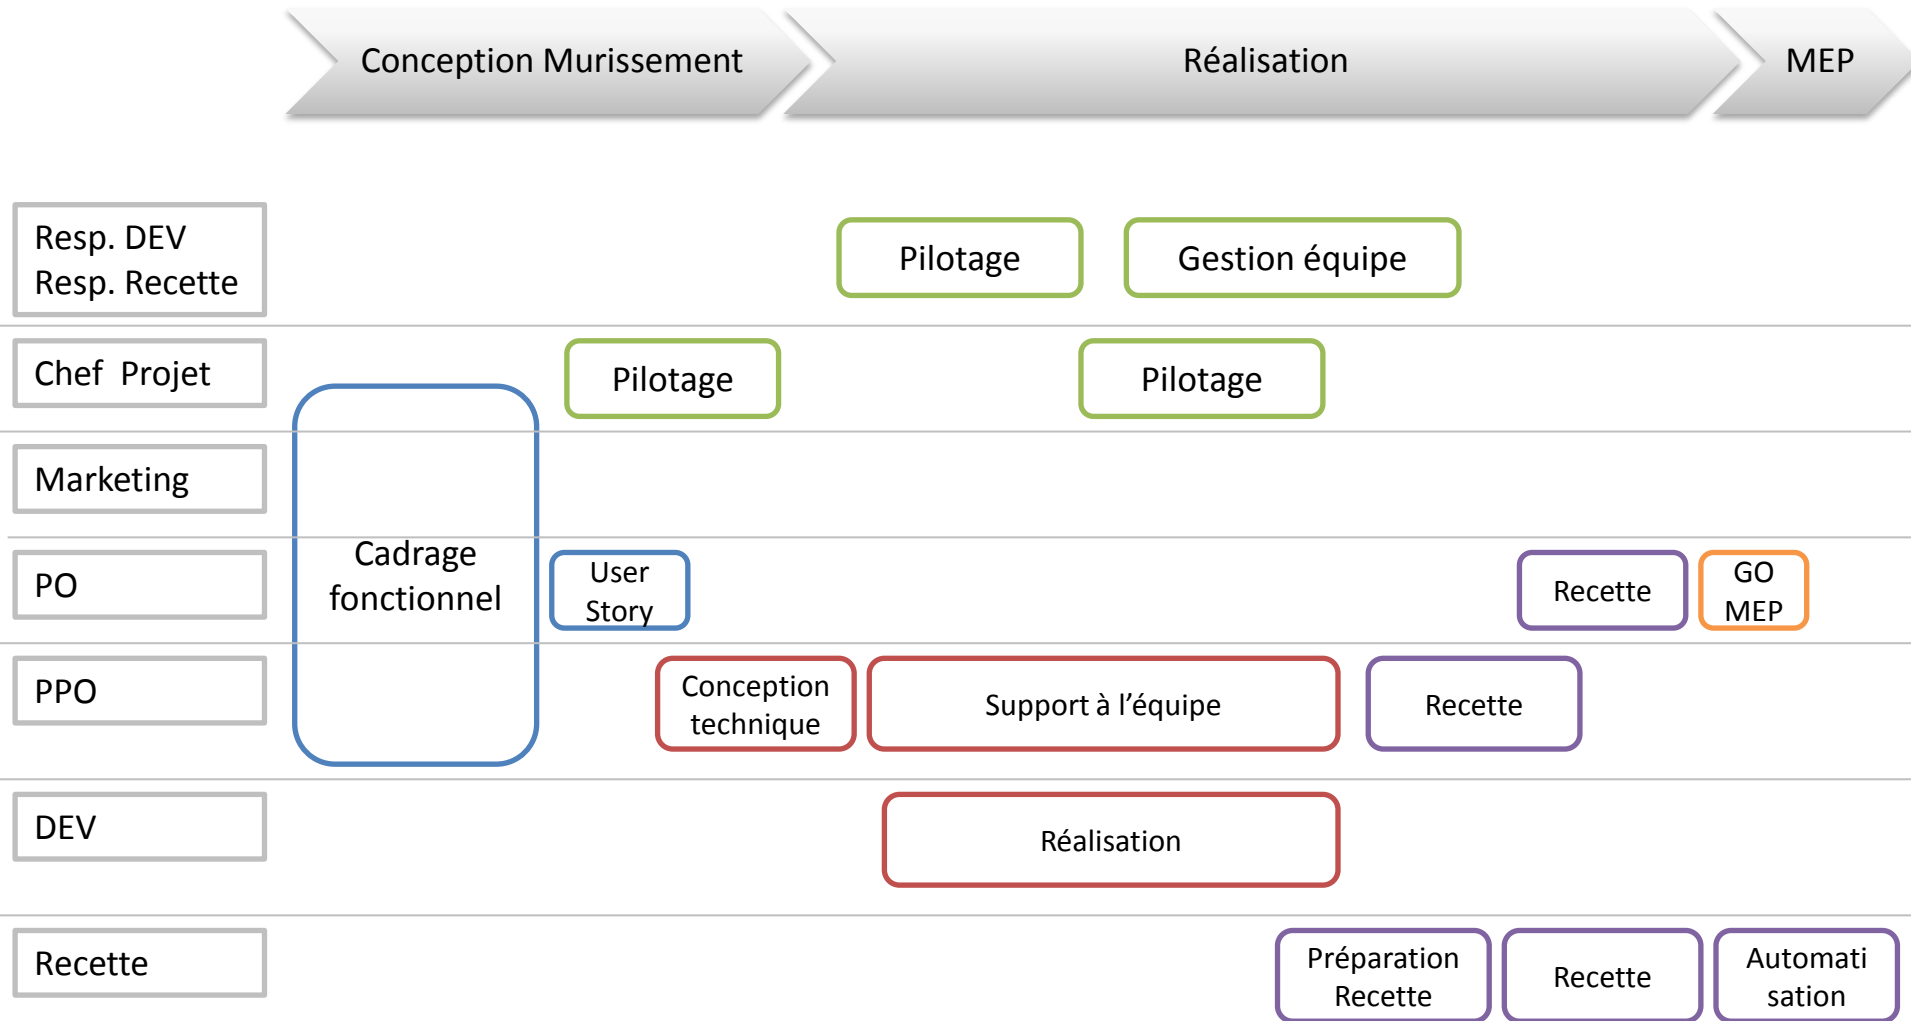 Conception Murissement
Réalisation
MEP
Resp. DEV
Resp. Recette
Pilotage
Gestion équipe
Chef  Projet
Pilotage
Pilotage
Marketing
Cadrage
fonctionnel
PO
User
Story
Recette
GO
MEP
PPO
Conception
technique
Support à l’équipe
Recette
DEV
Réalisation
Recette
Préparation
Recette
Recette
Automati
sation